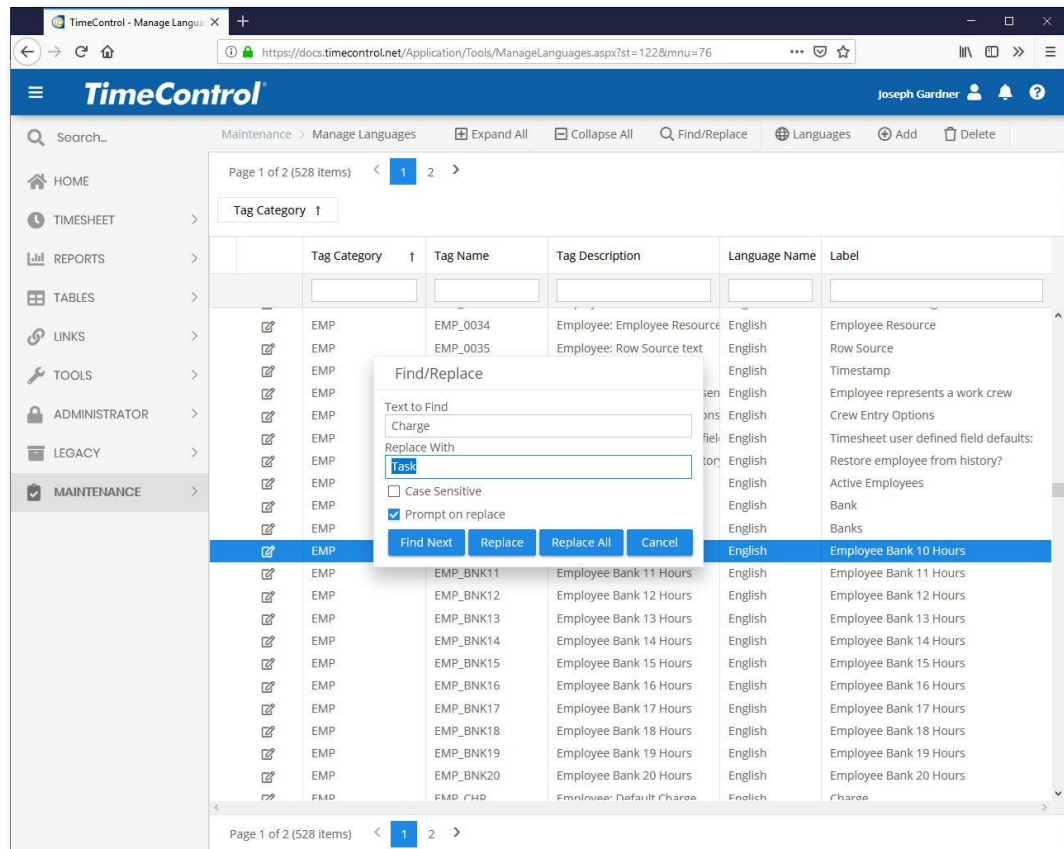 TimeControl - Manage Langua
https://docs.timecontrol.net/Application/Tools/ManageLanguages.aspx?st=122&mnu=76
TimeControl
Joseph Gardner
Search...
Maintenance > Manage Languages Expand All Collapse All Find/Replace Languages Add Delete
HOME
TIMESHEET
REPORTS
TABLES
LINKS
TOOLS
ADMINISTRATOR
LEGACY
MAINTENANCE
Page 1 of 2 (528 items) < 1 2 >
Tag Category ↑
Tag Category ↑ Tag Name Tag Description Language Name Label
EMP EMP_0034 Employee: Employee Resource English Employee Resource
EMP EMP_0035 Employee: Row Source text English Row Source
EMP English Timestamp
EMP English Employee represents a work crew
EMP English Crew Entry Options
EMP English Timesheet user defined field defaults:
EMP English Restore employee from history?
EMP English Active Employees
EMP English Bank
EMP English Banks
EMP English Employee Bank 10 Hours
EMP EMP_BNK11 Employee Bank 11 Hours English Employee Bank 11 Hours
EMP EMP_BNK12 Employee Bank 12 Hours English Employee Bank 12 Hours
EMP EMP_BNK13 Employee Bank 13 Hours English Employee Bank 13 Hours
EMP EMP_BNK14 Employee Bank 14 Hours English Employee Bank 14 Hours
EMP EMP_BNK15 Employee Bank 15 Hours English Employee Bank 15 Hours
EMP EMP_BNK16 Employee Bank 16 Hours English Employee Bank 16 Hours
EMP EMP_BNK17 Employee Bank 17 Hours English Employee Bank 17 Hours
EMP EMP_BNK18 Employee Bank 18 Hours English Employee Bank 18 Hours
EMP EMP_BNK19 Employee Bank 19 Hours English Employee Bank 19 Hours
EMP EMP_BNK20 Employee Bank 20 Hours English Employee Bank 20 Hours
EMP EMP_CHR Employee: Default Charge English Charge
Find/Replace
Text to Find
Charge
Replace With
Task
Case Sensitive
Prompt on replace
Find Next Replace Replace All Cancel
Page 1 of 2 (528 items) < 1 2 >